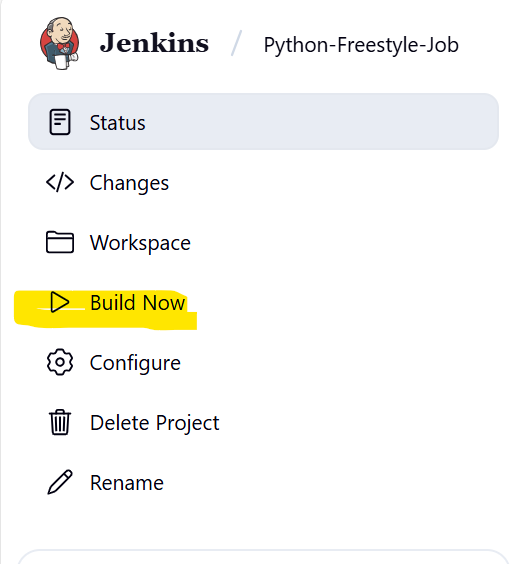 Jenkins / Python-Freestyle-Job
Status
Changes
Workspace
Build Now
Configure
Delete Project
Rename